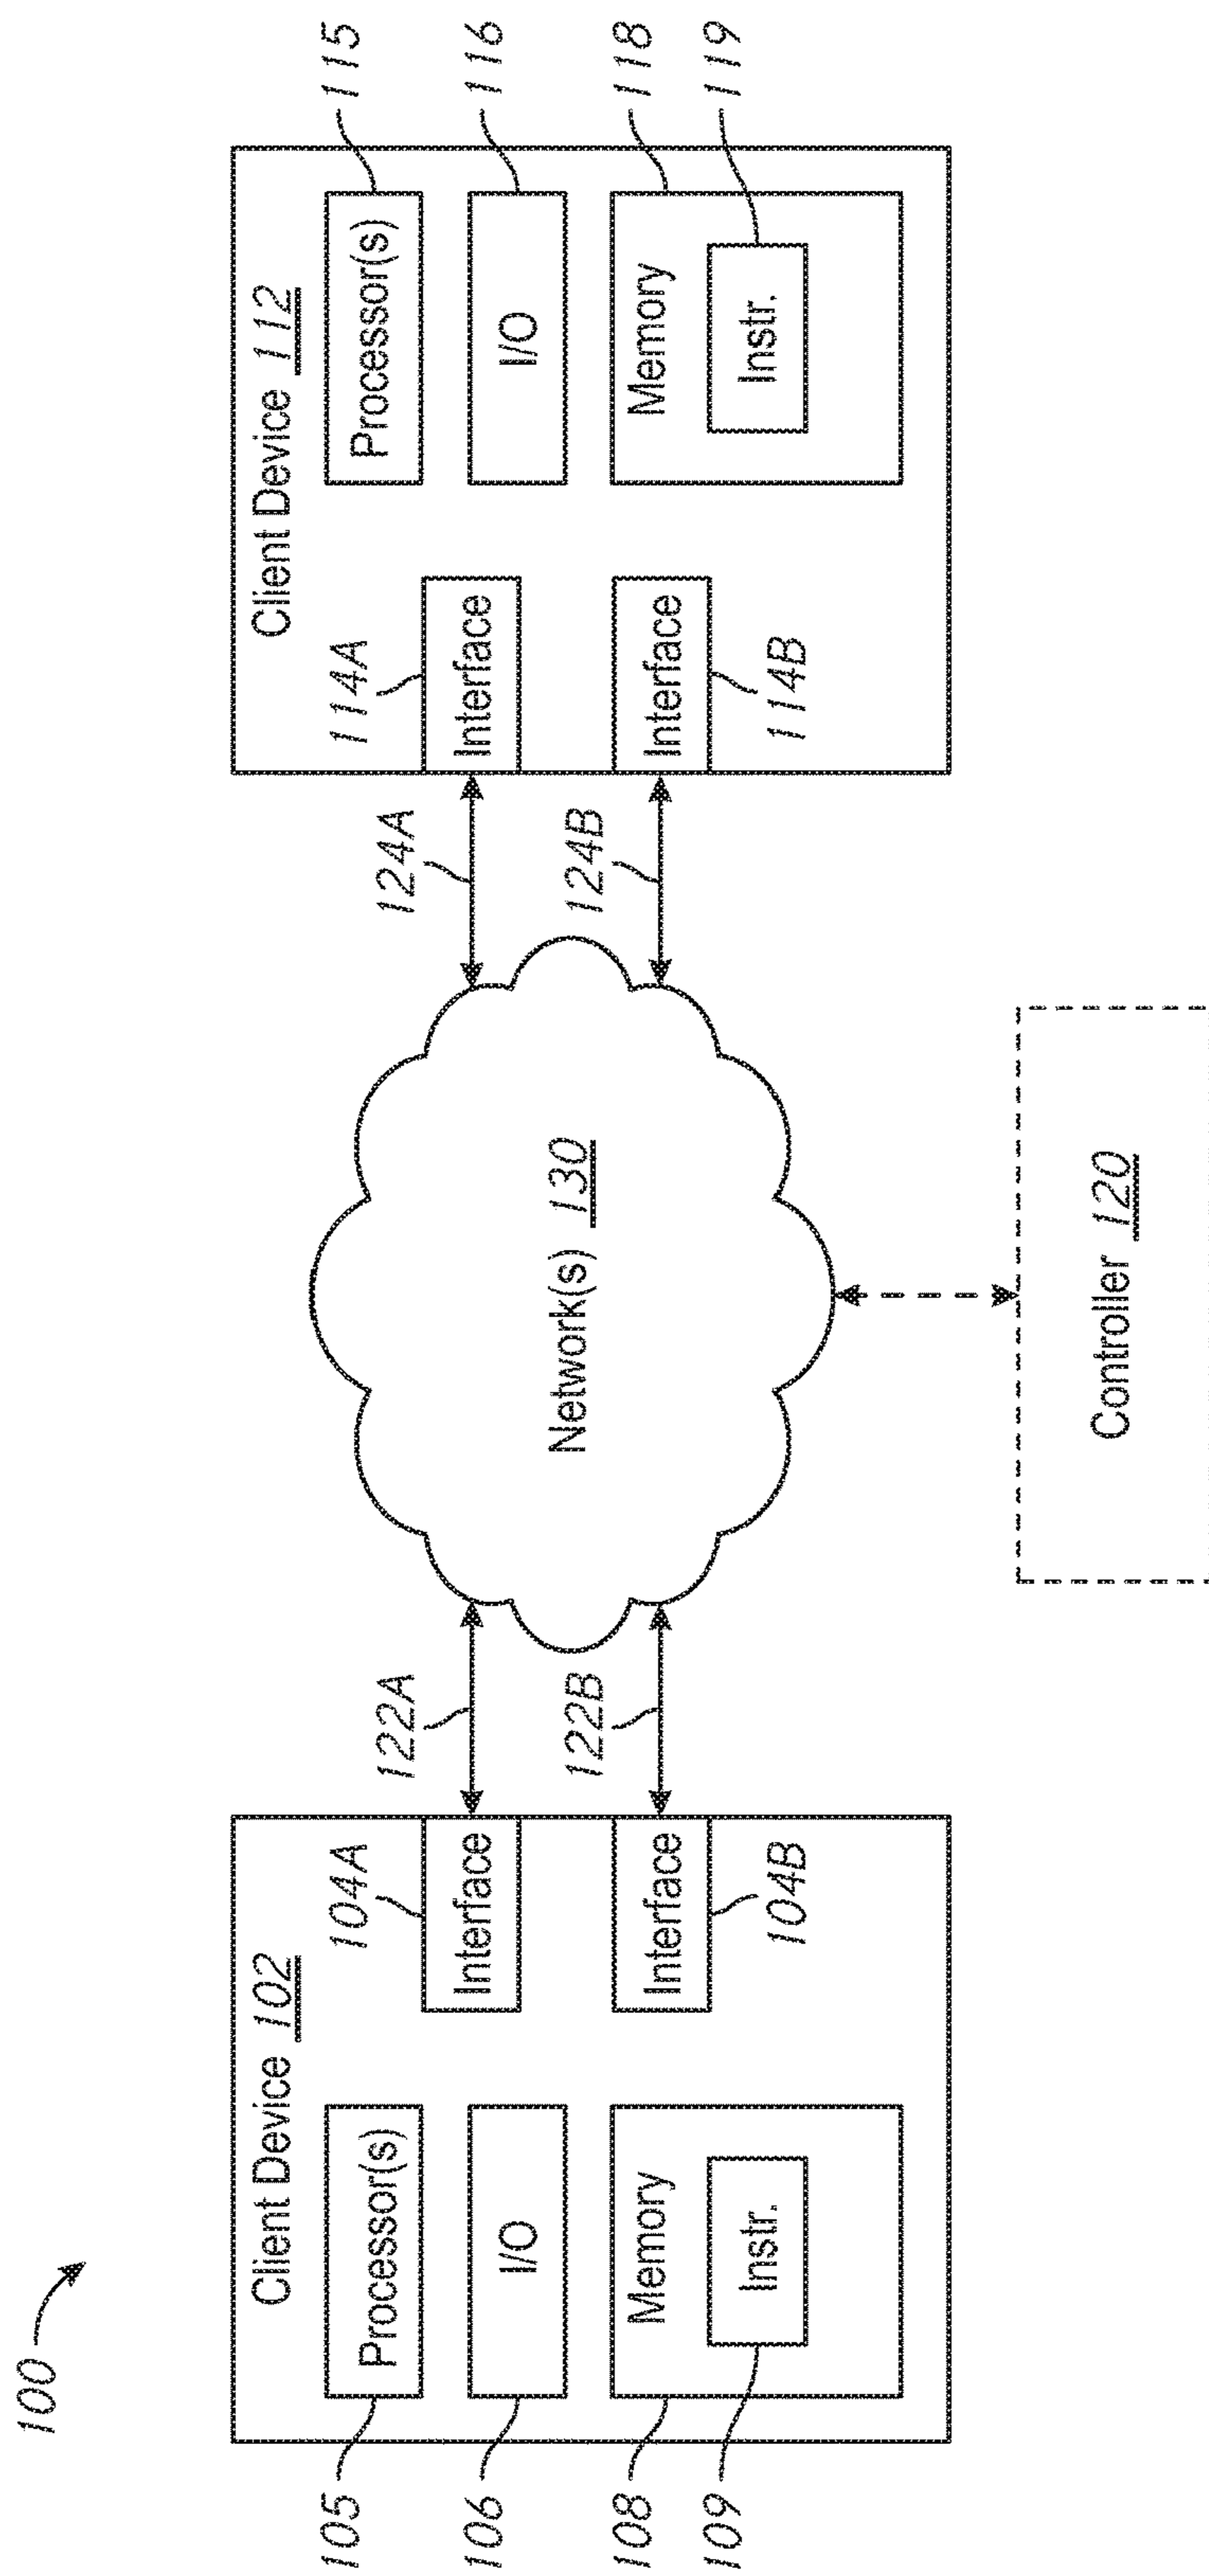 100
Client Device 102
105
Processor(s)
106
I/O
108
Memory
109
Instr.
104A
Interface
104B
Interface
122A
122B
Network(s) 130
124A
124B
Client Device 112
114A
Interface
114B
Interface
Processor(s)
115
I/O
116
Memory
118
Instr.
119
Controller 120